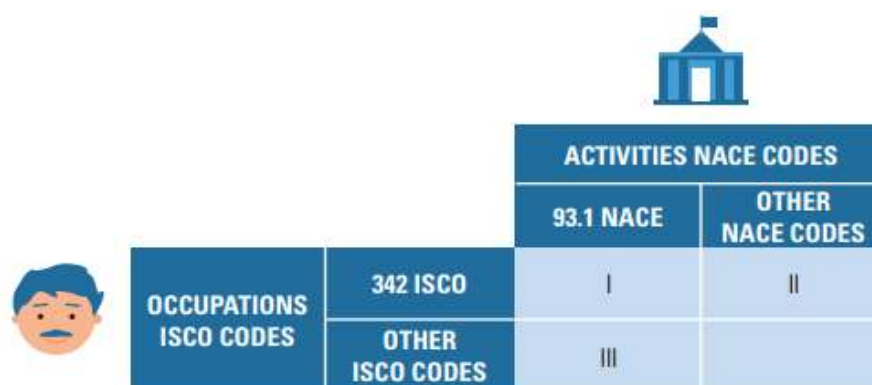 ACTIVITIES NACE CODES
93.1 NACE
OTHER
NACE CODES
OCCUPATIONS
ISCO CODES
342 ISCO
I
II
OTHER
ISCO CODES
III